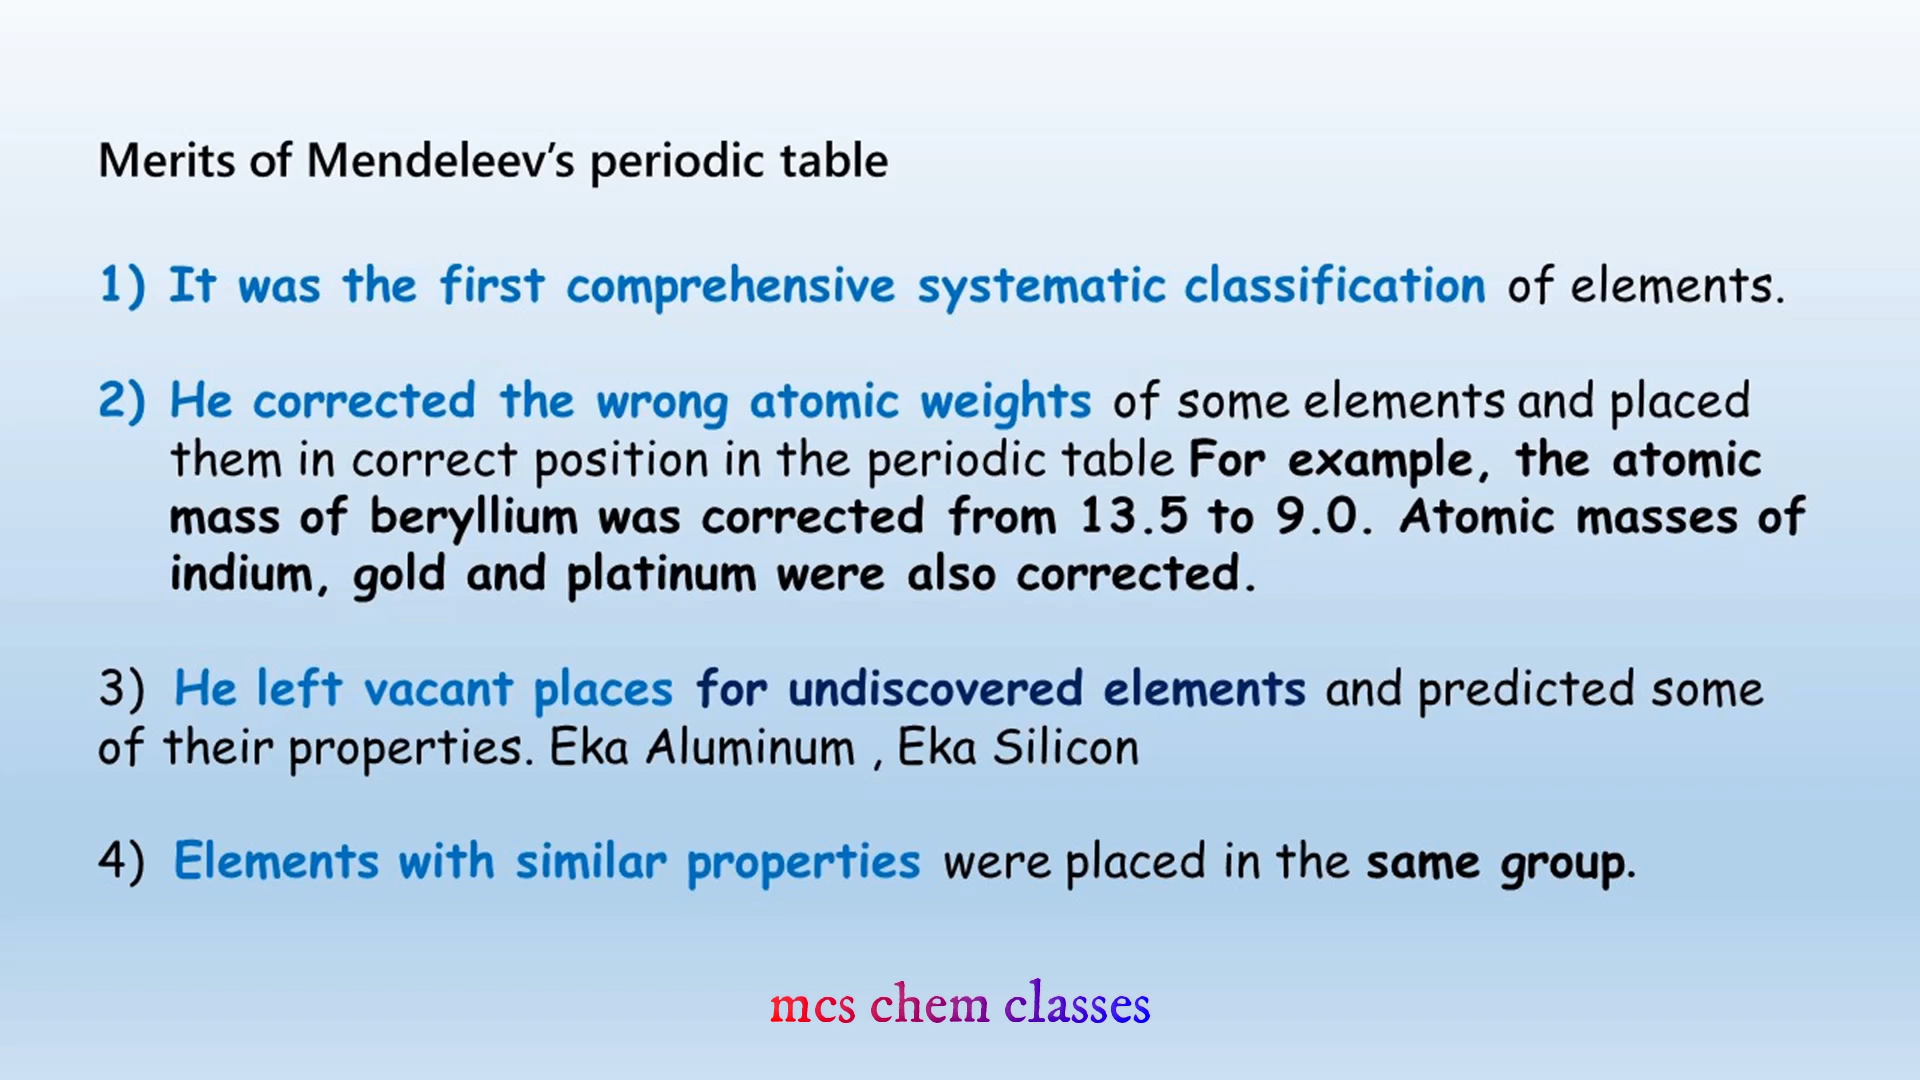 Merits of Mendeleev’s periodic table
1) It was the first comprehensive systematic classification of elements.
2) He corrected the wrong atomic weights of some elements and placed
them in correct position in the periodic table For example, the atomic
mass of beryllium was corrected from 13.5 to 9.0. Atomic masses of
indium, gold and platinum were also corrected.
3) He left vacant places for undiscovered elements and predicted some
of their properties. Eka Aluminum , Eka Silicon
4) Elements with similar properties were placed in the same group.
mcs chem classes